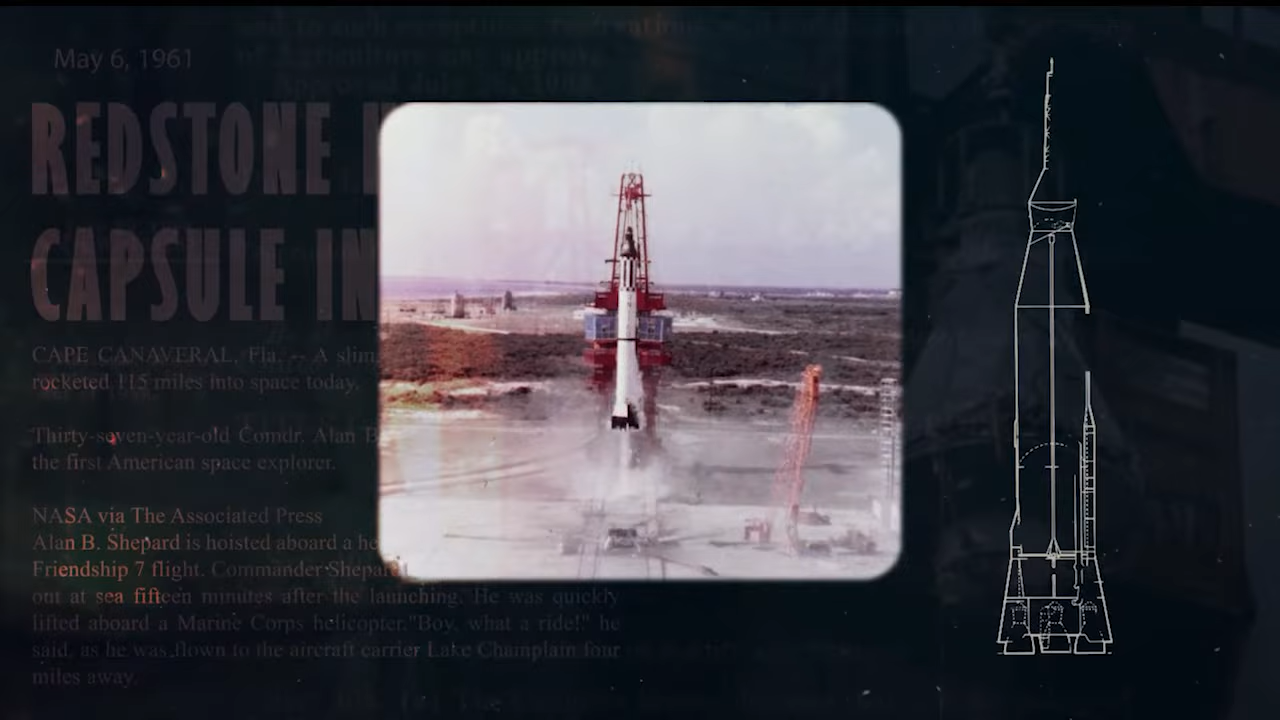 May 6, 1961
REDSTONE
CAPSULE IN
CAPE CANAVERAL, Fla. -- A slim,
rocketed 115 miles into space today.
Thirty-seven-year-old Comdr. Alan B
the first American space explorer.
NASA via The Associated Press
Alan B. Shepard is hoisted aboard a he
Friendship 7 flight. Commander Shepard
out at sea fifteen minutes after the launching. He was quickly
lifted aboard a Marine Corps helicopter."Boy, what a ride!" he
said, as he was flown to the aircraft carrier Lake Chainplain four
miles away.